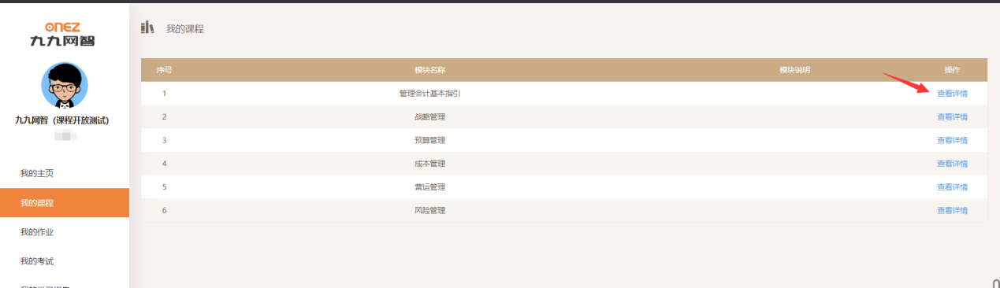 onez
九九网智
九九网智（课程开放测试）
我的主页
我的课程
我的作业
我的考试
我的课程
序号 模块名称 模块说明 操作
1 管理会计基本指引 查看详情
2 战略管理 查看详情
3 预算管理 查看详情
4 成本管理 查看详情
5 营运管理 查看详情
6 风险管理 查看详情